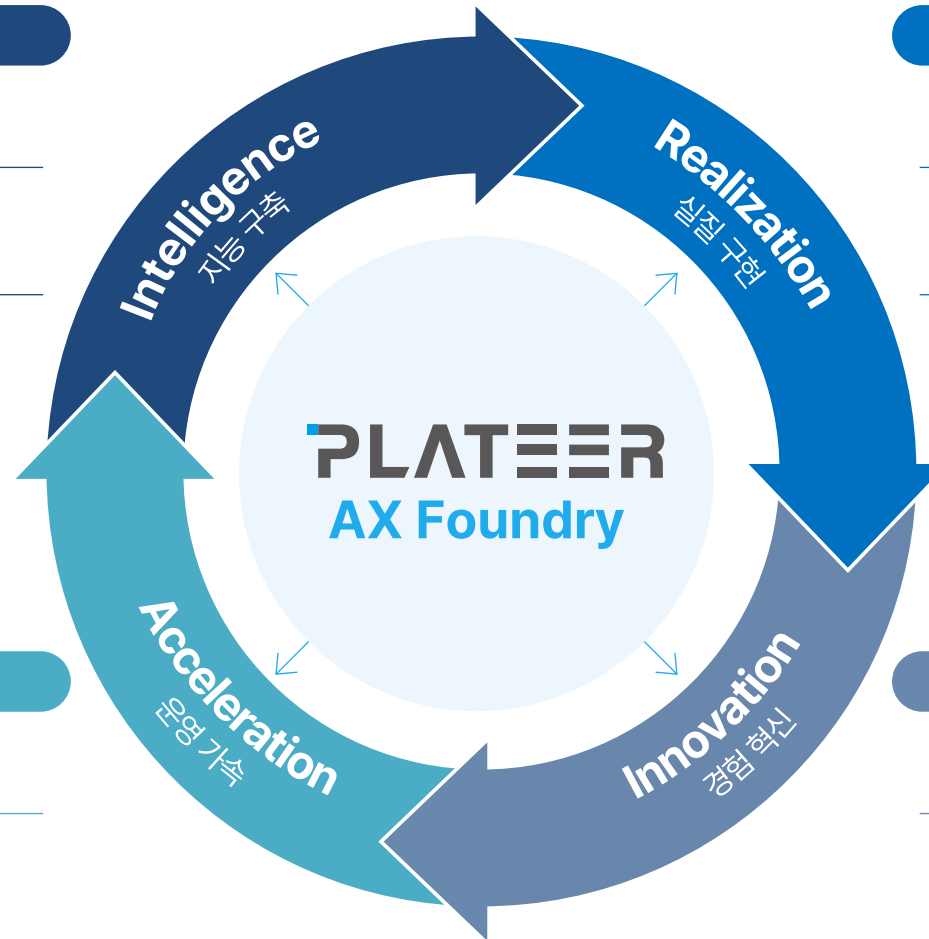 Intelligence
지능 구축
Realization
실질 구현
PLATEER
AX Foundry
Acceleration
운영 가속
Innovation
경험 혁신